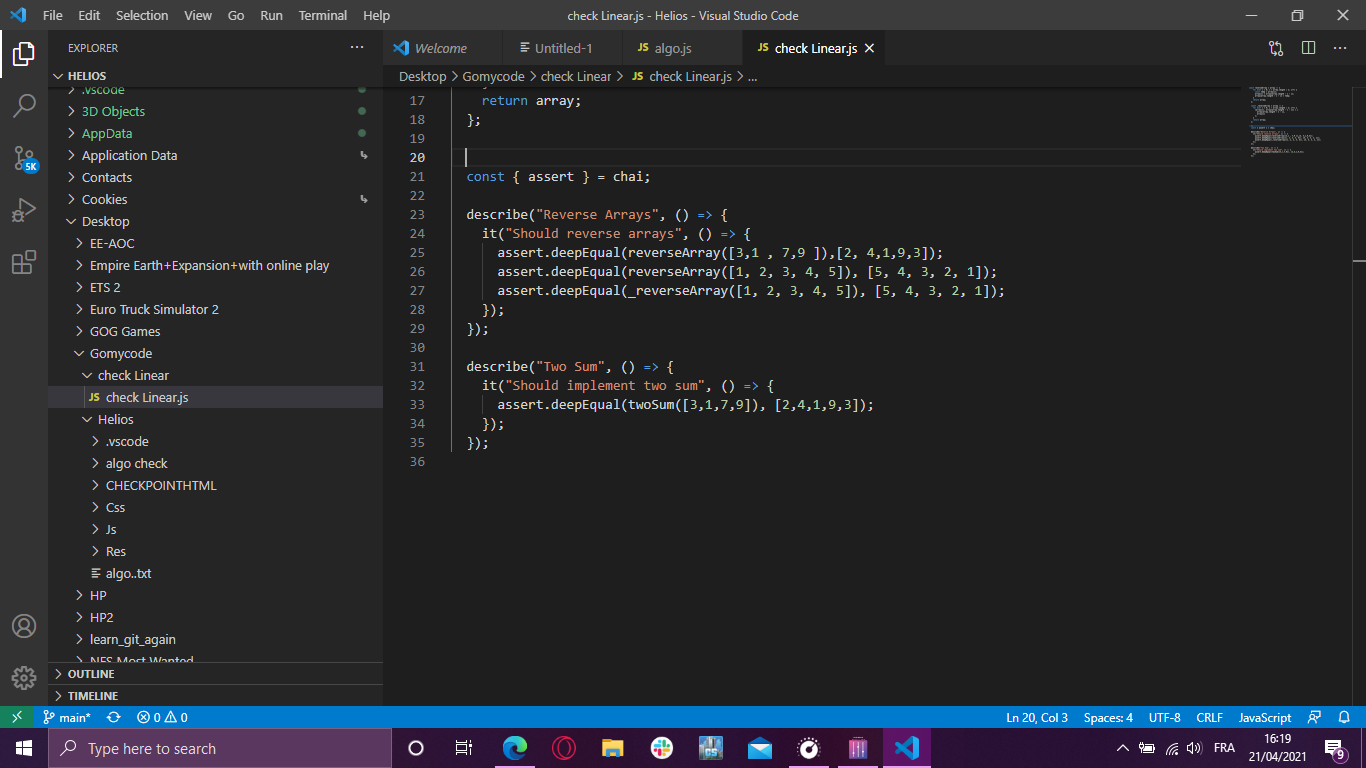 File Edit Selection View Go Run Terminal Help check Linear.js - Helios - Visual Studio Code
EXPLORER
HELIOS
.vscode
3D Objects
AppData
Application Data
Contacts
Cookies
Desktop
EE-AOC
Empire Earth+Expansion+with online play
ETS 2
Euro Truck Simulator 2
GOG Games
Gomycode
check Linear
JS check Linear.js
Helios
.vscode
algo check
CHECKPOINTHTML
Css
Js
Res
algo..txt
HP
HP2
learn_git_again
NFS Most Wanted
OUTLINE
TIMELINE
5K
Welcome Untitled-1 JS algo.js JS check Linear.js
Desktop > Gomycode > check Linear > JS check Linear.js > ...
17 return array;
18 };
19
20
21 const { assert } = chai;
22
23 describe("Reverse Arrays", () => {
24 it("Should reverse arrays", () => {
25 assert.deepEqual(reverseArray([3,1 , 7,9 ]),[2, 4,1,9,3]);
26 assert.deepEqual(reverseArray([1, 2, 3, 4, 5]), [5, 4, 3, 2, 1]);
27 assert.deepEqual(_reverseArray([1, 2, 3, 4, 5]), [5, 4, 3, 2, 1]);
28 });
29 });
30
31 describe("Two Sum", () => {
32 it("Should implement two sum", () => {
33 assert.deepEqual(twoSum([3,1,7,9]), [2,4,1,9,3]);
34 });
35 });
36
main* 0 0 Ln 20, Col 3 Spaces: 4 UTF-8 CRLF JavaScript
Type here to search FRA 16:19
21/04/2021 9